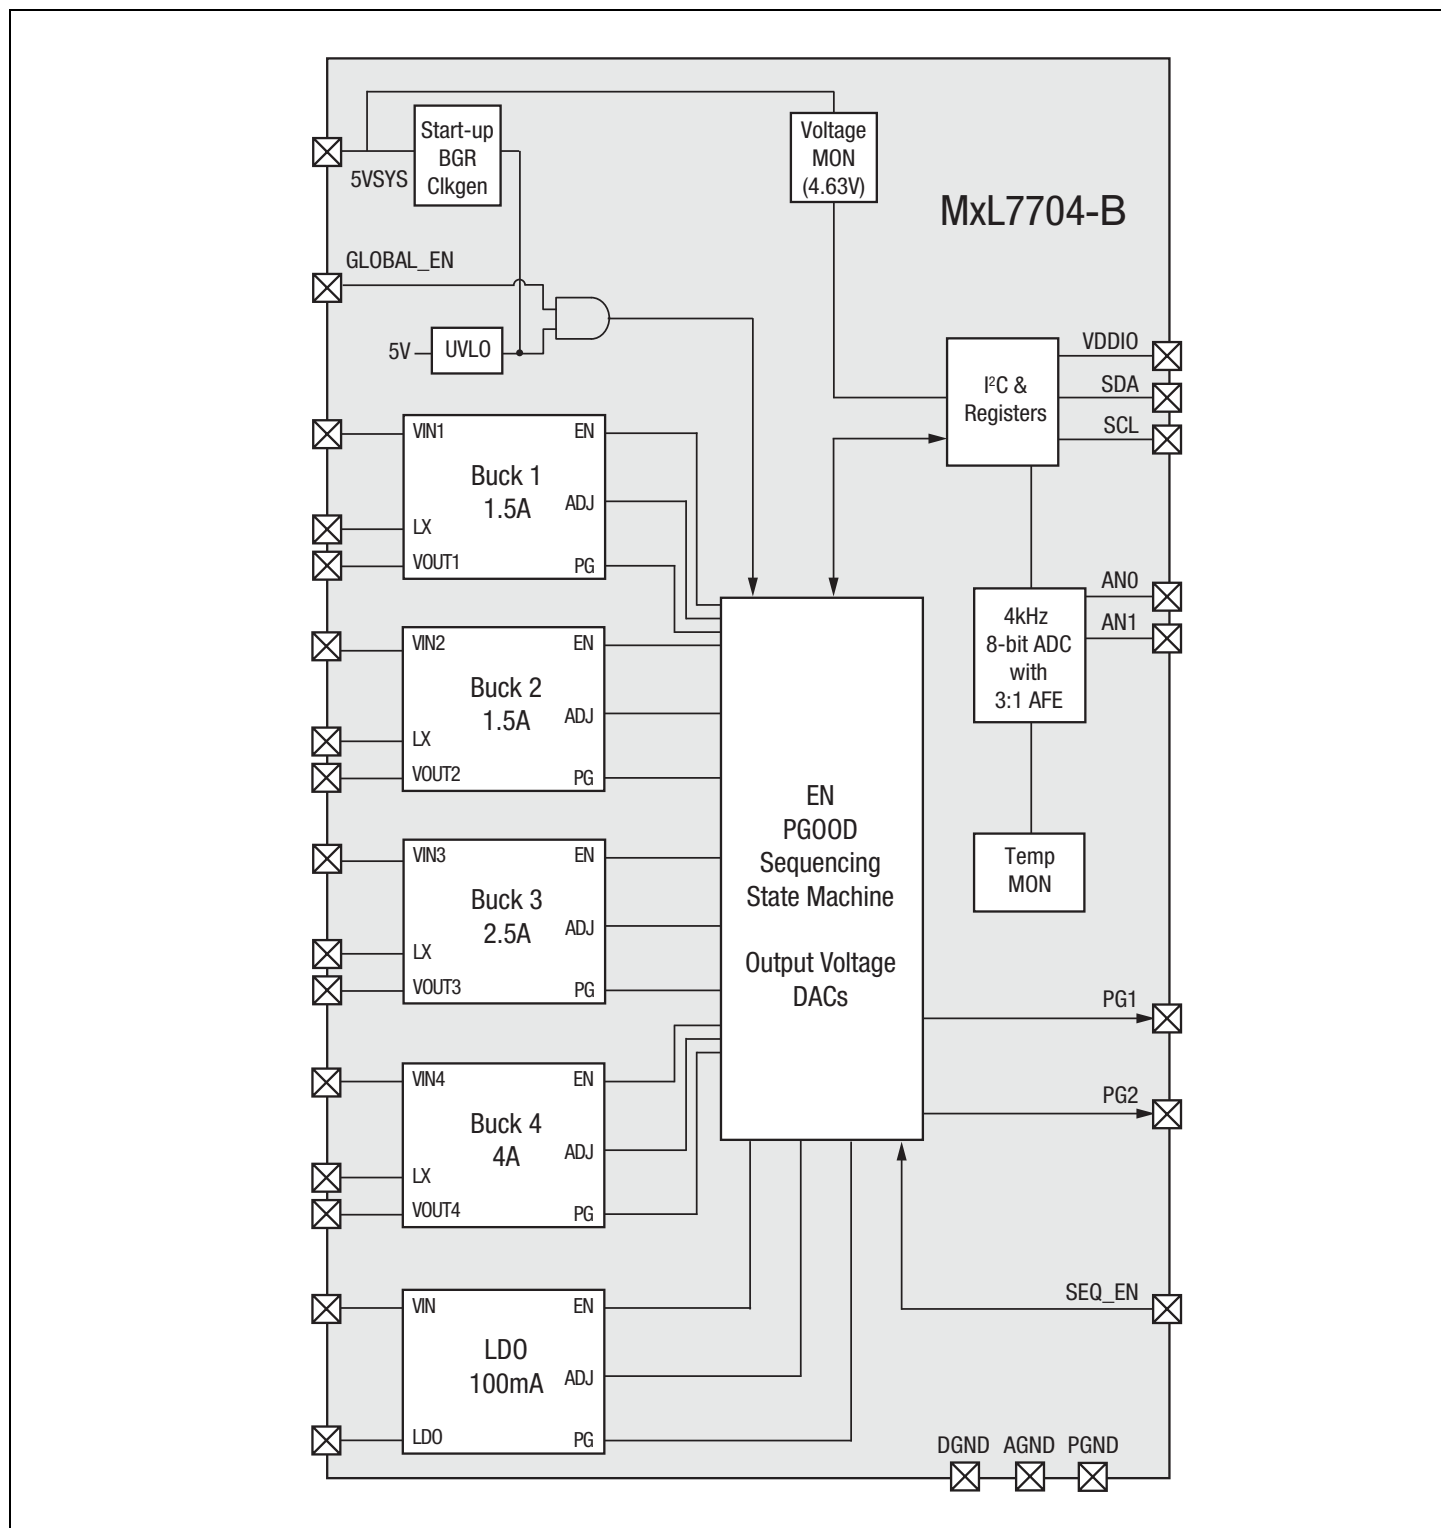 Start-up
BGR
Clkgen
5VSYS
Voltage
MON
(4.63V)
MxL7704-B
GLOBAL_EN
5V
UVLO
I²C &
Registers
VDDIO
SDA
SCL
VIN1
EN
Buck 1
1.5A
ADJ
LX
VOUT1
PG
4kHz
8-bit ADC
with
3:1 AFE
AN0
AN1
VIN2
EN
Buck 2
1.5A
ADJ
LX
VOUT2
PG
EN
PGOOD
Sequencing
State Machine
Output Voltage
DACs
Temp
MON
VIN3
EN
Buck 3
2.5A
ADJ
LX
VOUT3
PG
PG1
PG2
VIN4
EN
Buck 4
4A
ADJ
LX
VOUT4
PG
SEQ_EN
VIN
EN
LDO
100mA
ADJ
LDO
PG
DGND AGND PGND